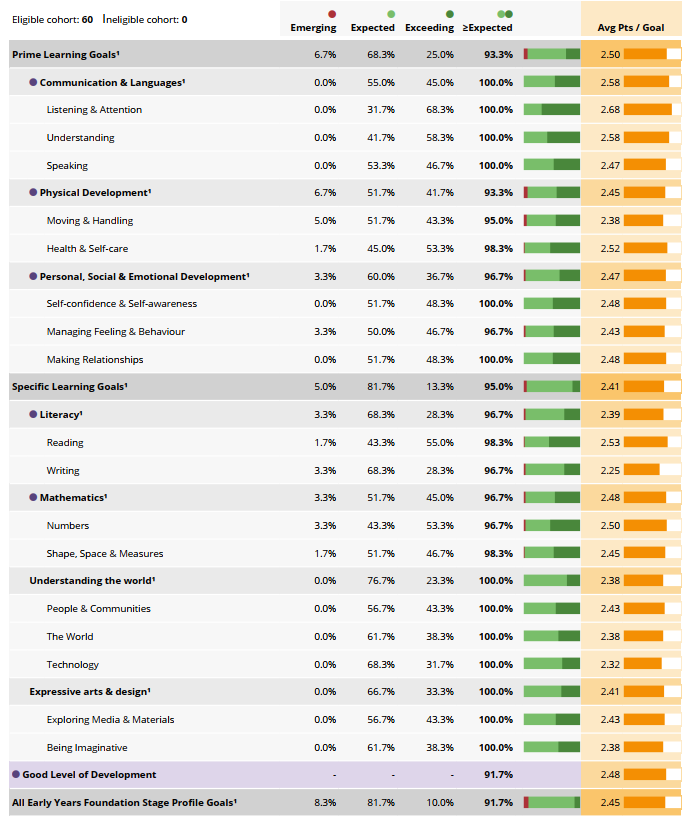 Eligible cohort: 60 Ineligible cohort: 0
Emerging Expected Exceeding ≥Expected Avg Pts / Goal
Prime Learning Goals¹ 6.7% 68.3% 25.0% 93.3% 2.50
Communication & Languages¹ 0.0% 55.0% 45.0% 100.0% 2.58
Listening & Attention 0.0% 31.7% 68.3% 100.0% 2.68
Understanding 0.0% 41.7% 58.3% 100.0% 2.58
Speaking 0.0% 53.3% 46.7% 100.0% 2.47
Physical Development¹ 6.7% 51.7% 41.7% 93.3% 2.45
Moving & Handling 5.0% 51.7% 43.3% 95.0% 2.38
Health & Self-care 1.7% 45.0% 53.3% 98.3% 2.52
Personal, Social & Emotional Development¹ 3.3% 60.0% 36.7% 96.7% 2.47
Self-confidence & Self-awareness 0.0% 51.7% 48.3% 100.0% 2.48
Managing Feeling & Behaviour 3.3% 50.0% 46.7% 96.7% 2.43
Making Relationships 0.0% 51.7% 48.3% 100.0% 2.48
Specific Learning Goals¹ 5.0% 81.7% 13.3% 95.0% 2.41
Literacy¹ 3.3% 68.3% 28.3% 96.7% 2.39
Reading 1.7% 43.3% 55.0% 98.3% 2.53
Writing 3.3% 68.3% 28.3% 96.7% 2.25
Mathematics¹ 3.3% 51.7% 45.0% 96.7% 2.48
Numbers 3.3% 43.3% 53.3% 96.7% 2.50
Shape, Space & Measures 1.7% 51.7% 46.7% 98.3% 2.45
Understanding the world¹ 0.0% 76.7% 23.3% 100.0% 2.38
People & Communities 0.0% 56.7% 43.3% 100.0% 2.43
The World 0.0% 61.7% 38.3% 100.0% 2.38
Technology 0.0% 68.3% 31.7% 100.0% 2.32
Expressive arts & design¹ 0.0% 66.7% 33.3% 100.0% 2.41
Exploring Media & Materials 0.0% 56.7% 43.3% 100.0% 2.43
Being Imaginative 0.0% 61.7% 38.3% 100.0% 2.38
Good Level of Development - - - 91.7% 2.48
All Early Years Foundation Stage Profile Goals¹ 8.3% 81.7% 10.0% 91.7% 2.45